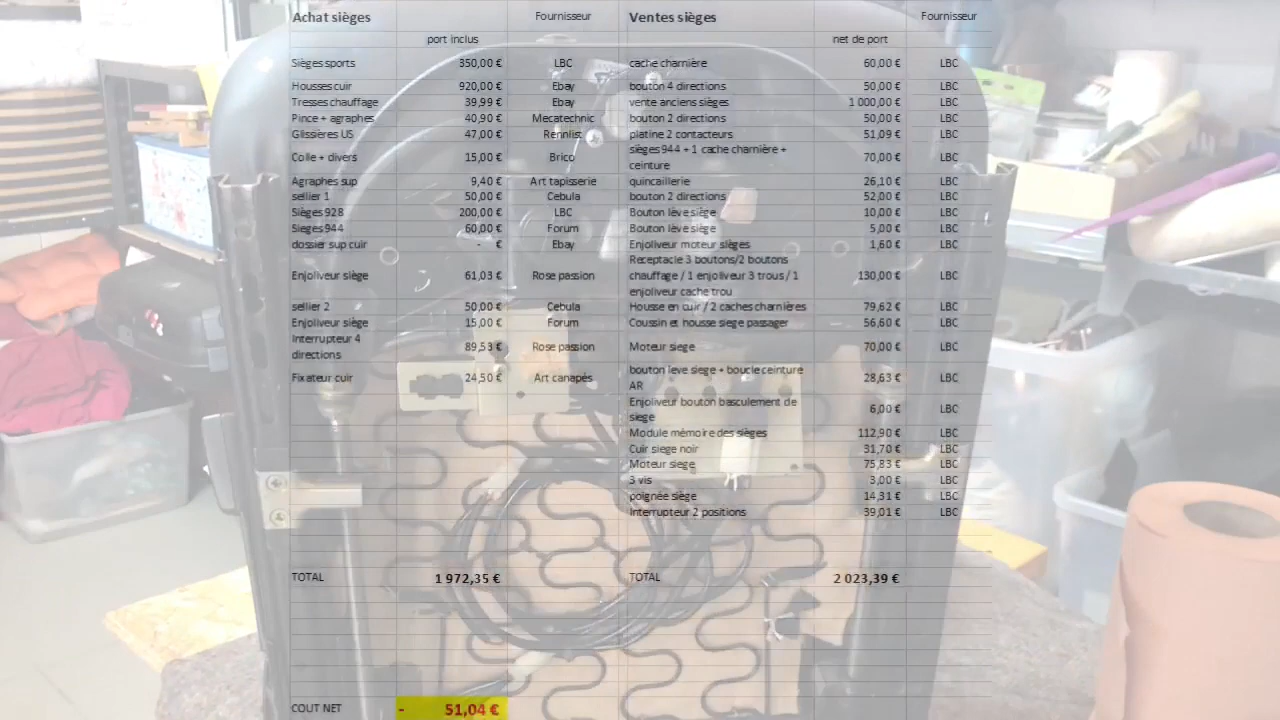 Achat sièges Fournisseur Ventes sièges Fournisseur
port inclus net de port
Sièges sports 350,00 € LBC cache charnière 60,00 € LBC
Housses cuir 920,00 € Ebay bouton 4 directions 50,00 € LBC
Tresses chauffage 39,99 € Ebay vente anciens sièges 1 000,00 € LBC
Pince + agraphes 40,90 € Mecatechnic bouton 2 directions 50,00 € LBC
Glissières US 47,00 € Rennlist platine 2 contacteurs 51,09 € LBC
Colle + divers 15,00 € Brico sièges 944 + 1 cache charnière +
ceinture 70,00 € LBC
Agraphes sup 9,40 € Art tapisserie quincaillerie 26,10 € LBC
sellier 1 50,00 € Cebula bouton 2 directions 52,00 € LBC
Sièges 928 200,00 € LBC Bouton lève siège 10,00 € LBC
Sieges 944 60,00 € Forum Bouton lève siège 5,00 € LBC
dossier sup cuir - € Ebay Enjoliveur moteur sièges 1,60 € LBC
Receptacle 3 boutons/2 boutons
Enjoliveur siège 61,03 € Rose passion chauffage / 1 enjoliveur 3 trous / 1 130,00 € LBC
enjoliveur cache trou
sellier 2 50,00 € Cebula Housse en cuir / 2 caches charnières 79,62 € LBC
Enjoliveur siège 15,00 € Forum Coussin et housse siege passager 56,60 € LBC
Interrupteur 4
directions 89,53 € Rose passion Moteur siege 70,00 € LBC
Fixateur cuir 24,50 € Art canapés bouton leve siege + boucle ceinture
AR 28,63 € LBC
Enjoliveur bouton basculement de
siege 6,00 € LBC
Module mémoire des sièges 112,90 € LBC
Cuir siege noir 31,70 € LBC
Moteur siege 75,83 € LBC
3 vis 3,00 € LBC
poignée siège 14,31 € LBC
Interrupteur 2 positions 39,01 € LBC
TOTAL 1 972,35 € TOTAL 2 023,39 €
COUT NET - 51,04 €